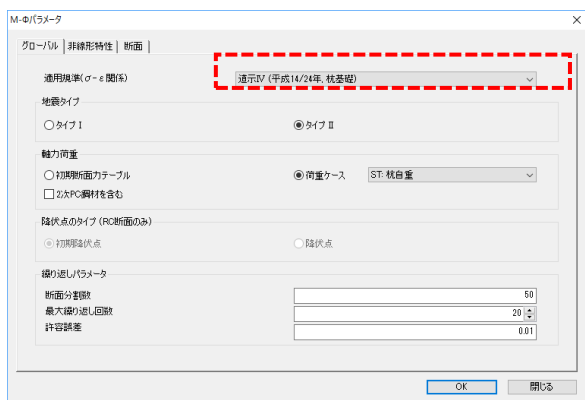 M-Φパラメータ
グローバル 非線形特性 断面
適用規準(σ-ε関係) 道示Ⅳ (平成14/24年, 杭基礎)
地震タイプ
タイプ I タイプ II
軸力荷重
初期断面力テーブル 荷重ケース ST: 杭自重
2次PC鋼材を含む
降伏点のタイプ (RC断面のみ)
初期降伏点 降伏点
繰り返しパラメータ
断面分割数 50
最大繰り返し回数 20
許容誤差 0.01
OK 閉じる